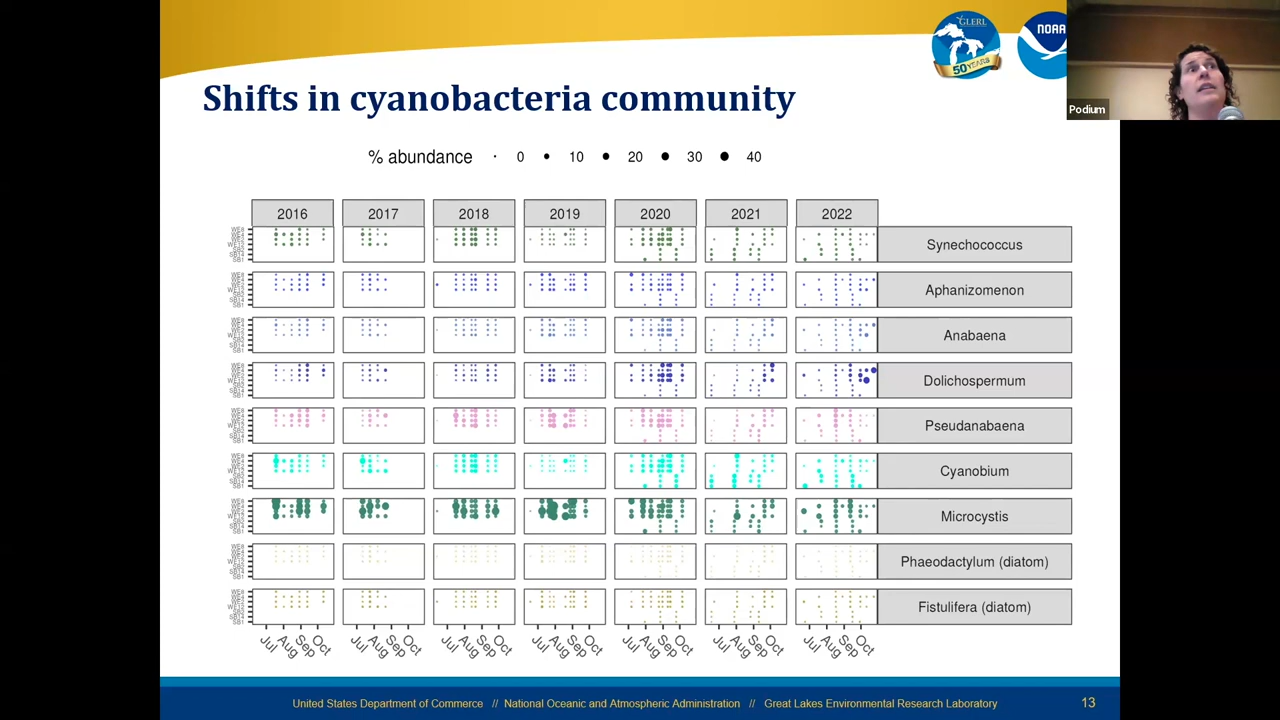 GLERL
50 YEARS
NOAA
Podium
Shifts in cyanobacteria community
% abundance 0 10 20 30 40
2016 2017 2018 2019 2020 2021 2022
Synechococcus
Aphanizomenon
Anabaena
Dolichospermum
Pseudanabaena
Cyanobium
Microcystis
Phaeodactylum (diatom)
Fistulifera (diatom)
Jul Aug Sep Oct Jul Aug Sep Oct Jul Aug Sep Oct Jul Aug Sep Oct Jul Aug Sep Oct Jul Aug Sep Oct Jul Aug Sep Oct
United States Department of Commerce // National Oceanic and Atmospheric Administration // Great Lakes Environmental Research Laboratory 13